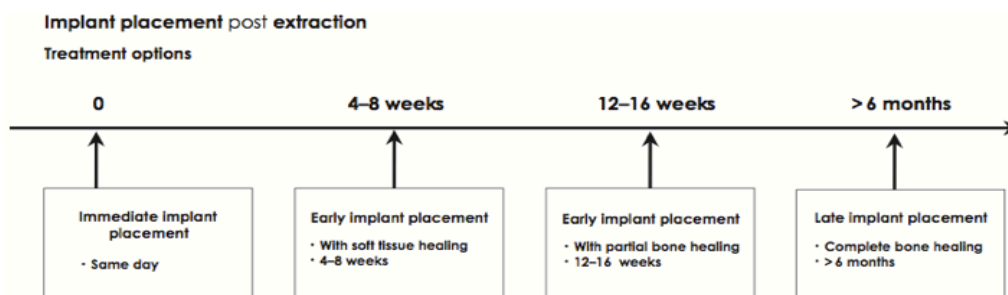 Implant placement post extraction
Treatment options
0
4–8 weeks
12–16 weeks
> 6 months
Immediate implant
placement
· Same day
Early implant placement
· With soft tissue healing
· 4–8 weeks
Early implant placement
· With partial bone healing
· 12–16 weeks
Late implant placement
· Complete bone healing
· > 6 months